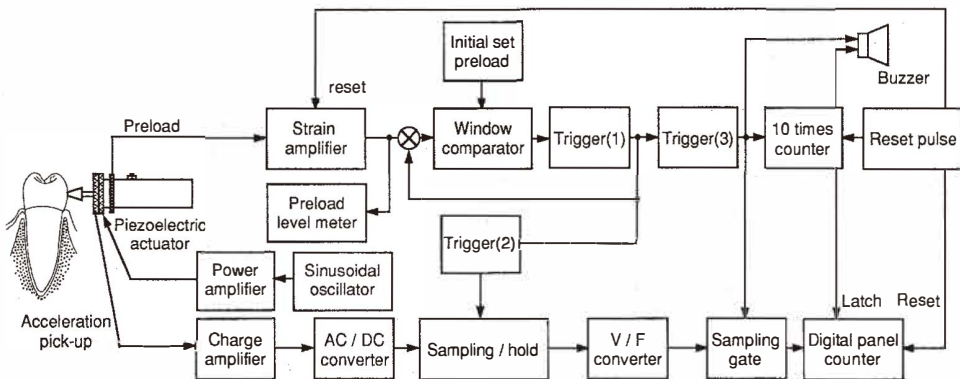 Initial set
preload
Buzzer
reset
Preload
Strain
amplifier
Window
comparator
Trigger(1)
Trigger(3)
10 times
counter
Reset pulse
Preload
level meter
Piezoelectric
actuator
Trigger(2)
Power
amplifier
Sinusoidal
oscillator
Acceleration
pick-up
Latch
Reset
Charge
amplifier
AC / DC
converter
Sampling / hold
V / F
converter
Sampling
gate
Digital panel
counter